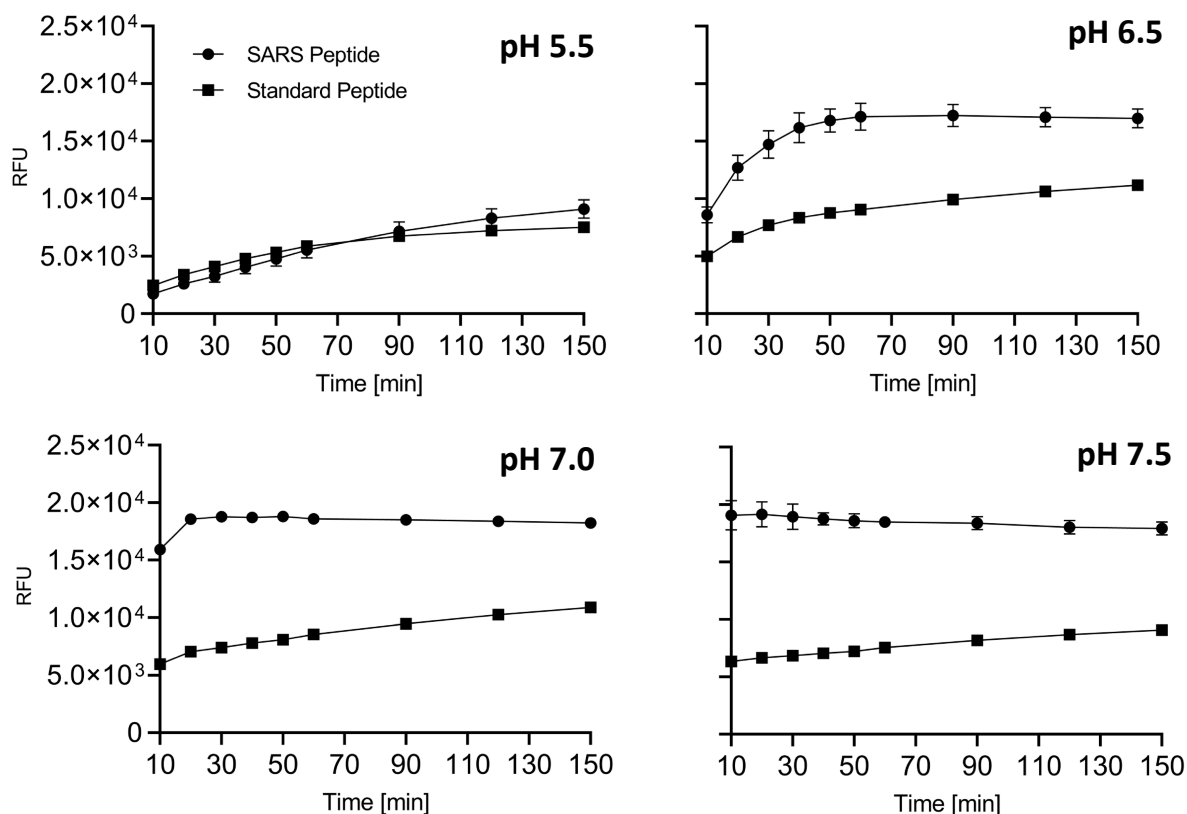 2.5×10⁴
2.0×10⁴
1.5×10⁴
1.0×10⁴
5.0×10³
0
RFU
SARS Peptide
Standard Peptide
pH 5.5
10 30 50 70 90 110 130 150
Time [min]
pH 6.5
10 30 50 70 90 110 130 150
Time [min]
2.5×10⁴
2.0×10⁴
1.5×10⁴
1.0×10⁴
5.0×10³
0
RFU
pH 7.0
10 30 50 70 90 110 130 150
Time [min]
pH 7.5
10 30 50 70 90 110 130 150
Time [min]